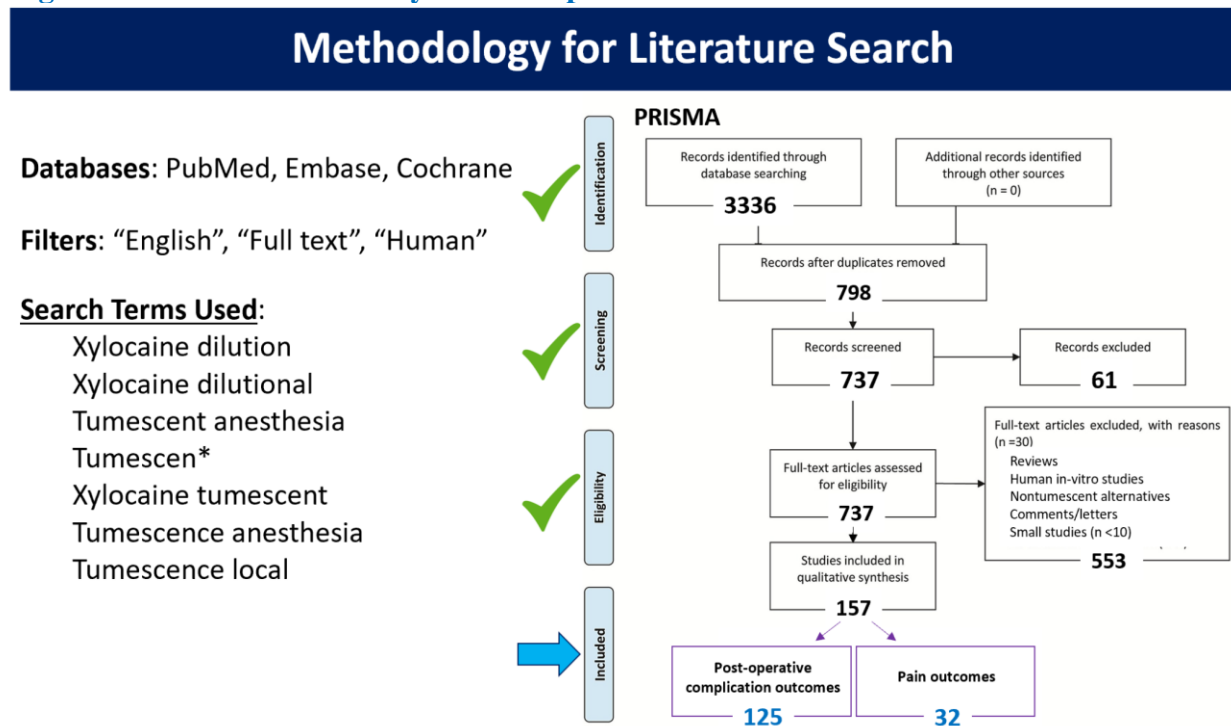 Methodology for Literature Search
Databases: PubMed, Embase, Cochrane
Filters: “English”, “Full text”, “Human”
Search Terms Used:
Xylocaine dilution
Xylocaine dilutional
Tumescent anesthesia
Tumescen*
Xylocaine tumescent
Tumescence anesthesia
Tumescence local
Identification
Screening
Eligibility
Included
PRISMA
Records identified through
database searching
3336
Additional records identified
through other sources
(n = 0)
Records after duplicates removed
798
Records screened
737
Records excluded
61
Full-text articles assessed
for eligibility
737
Full-text articles excluded, with reasons
(n =30)
Reviews
Human in-vitro studies
Nontumescent alternatives
Comments/letters
Small studies (n <10)
553
Studies included in
qualitative synthesis
157
Post-operative
complication outcomes
125
Pain outcomes
32